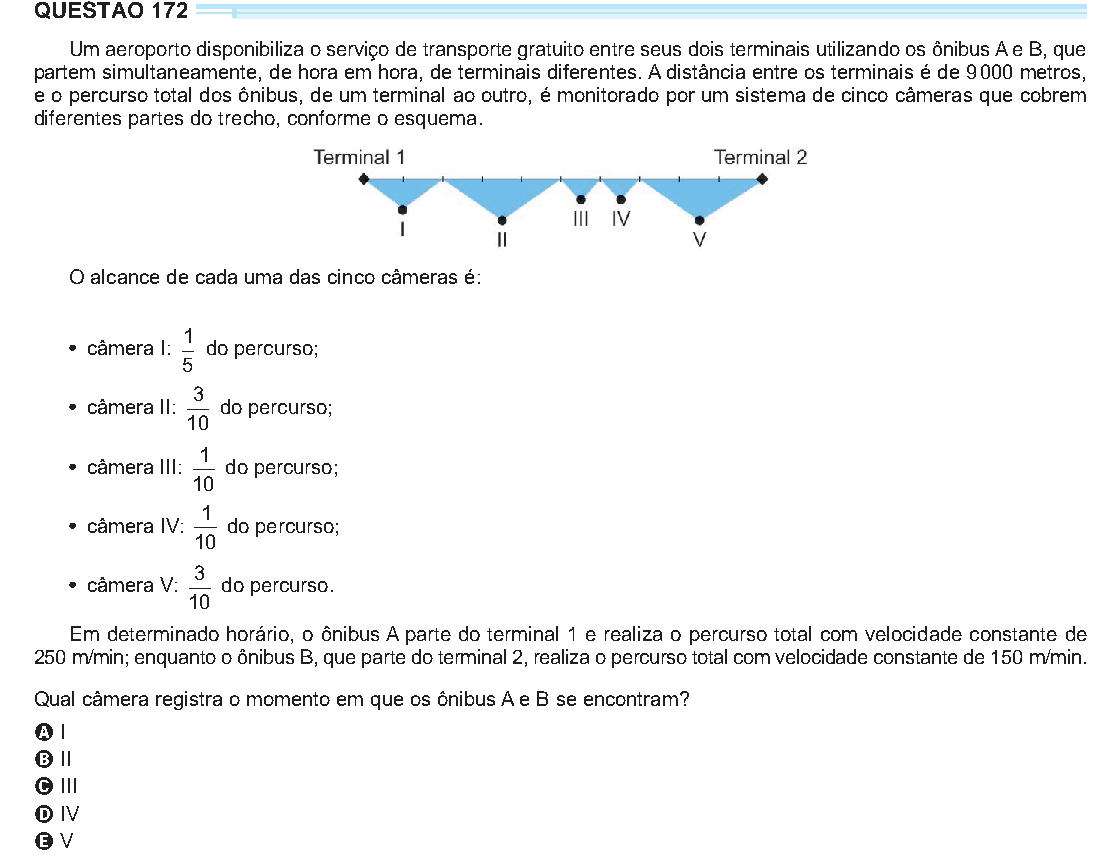 QUESTAO 172
Um aeroporto disponibiliza o serviço de transporte gratuito entre seus dois terminais utilizando os ônibus A e B, que
partem simultaneamente, de hora em hora, de terminais diferentes. A distância entre os terminais é de 9 000 metros,
e o percurso total dos ônibus, de um terminal ao outro, é monitorado por um sistema de cinco câmeras que cobrem
diferentes partes do trecho, conforme o esquema.
Terminal 1 Terminal 2
I II III IV V
O alcance de cada uma das cinco câmeras é:
• câmera I: 1/5 do percurso;
• câmera II: 3/10 do percurso;
• câmera III: 1/10 do percurso;
• câmera IV: 1/10 do percurso;
• câmera V: 3/10 do percurso.
Em determinado horário, o ônibus A parte do terminal 1 e realiza o percurso total com velocidade constante de
250 m/min; enquanto o ônibus B, que parte do terminal 2, realiza o percurso total com velocidade constante de 150 m/min.
Qual câmera registra o momento em que os ônibus A e B se encontram?
A I
B II
C III
D IV
E V